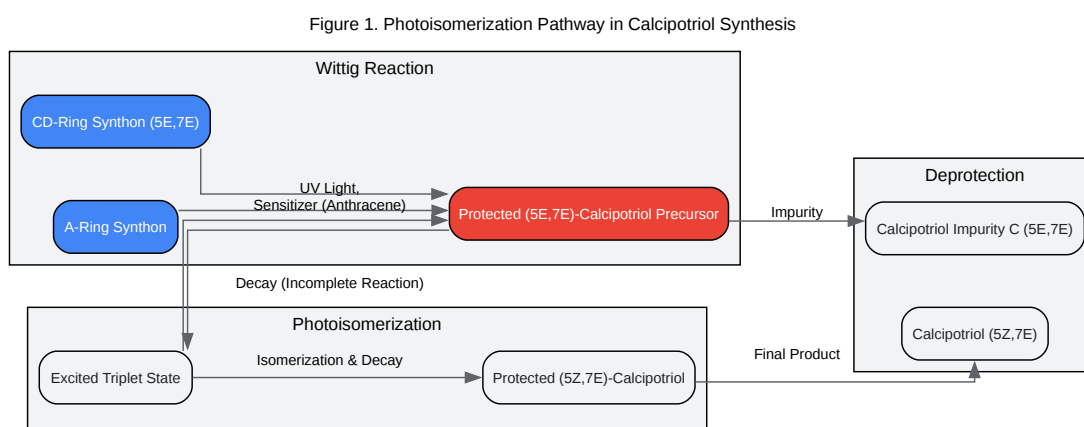 Figure 1. Photoisomerization Pathway in Calcipotriol Synthesis
Wittig Reaction
CD-Ring Synthon (5E,7E)
UV Light,
Sensitizer (Anthracene)
A-Ring Synthon
Protected (5E,7E)-Calcipotriol Precursor
Impurity
Deprotection
Calcipotriol Impurity C (5E,7E)
Decay (Incomplete Reaction)
Photoisomerization
Calcipotriol (5Z,7E)
Excited Triplet State
Isomerization & Decay
Protected (5Z,7E)-Calcipotriol
Final Product